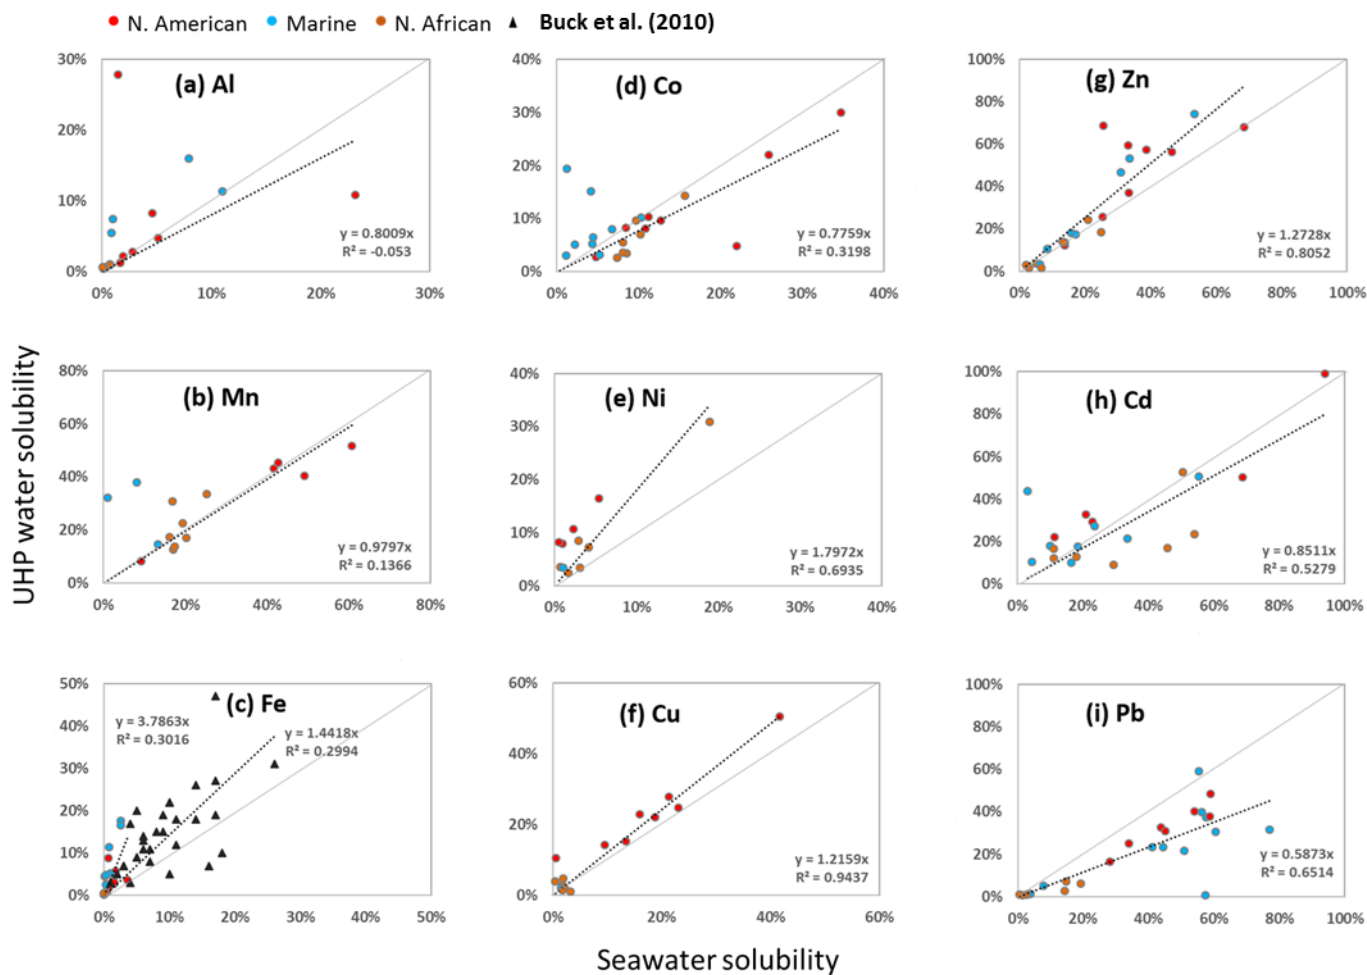 N. American Marine N. African Buck et al. (2010)
(a) Al
30%
20%
10%
0%
0% 10% 20% 30%
y = 0.8009x
R² = -0.053
(d) Co
40%
30%
20%
10%
0%
0% 10% 20% 30% 40%
y = 0.7759x
R² = 0.3198
(g) Zn
100%
80%
60%
40%
20%
0%
0% 20% 40% 60% 80% 100%
y = 1.2728x
R² = 0.8052
UHP water solubility
(b) Mn
80%
60%
40%
20%
0%
0% 20% 40% 60% 80%
y = 0.9797x
R² = 0.1366
(e) Ni
40%
30%
20%
10%
0%
0% 10% 20% 30% 40%
y = 1.7972x
R² = 0.6935
(h) Cd
100%
80%
60%
40%
20%
0%
0% 20% 40% 60% 80% 100%
y = 0.8511x
R² = 0.5279
(c) Fe
50%
40%
30%
20%
10%
0%
0% 10% 20% 30% 40% 50%
y = 3.7863x
R² = 0.3016
y = 1.4418x
R² = 0.2994
(f) Cu
60%
40%
20%
0%
0% 20% 40% 60%
y = 1.2159x
R² = 0.9437
(i) Pb
100%
80%
60%
40%
20%
0%
0% 20% 40% 60% 80% 100%
y = 0.5873x
R² = 0.6514
Seawater solubility